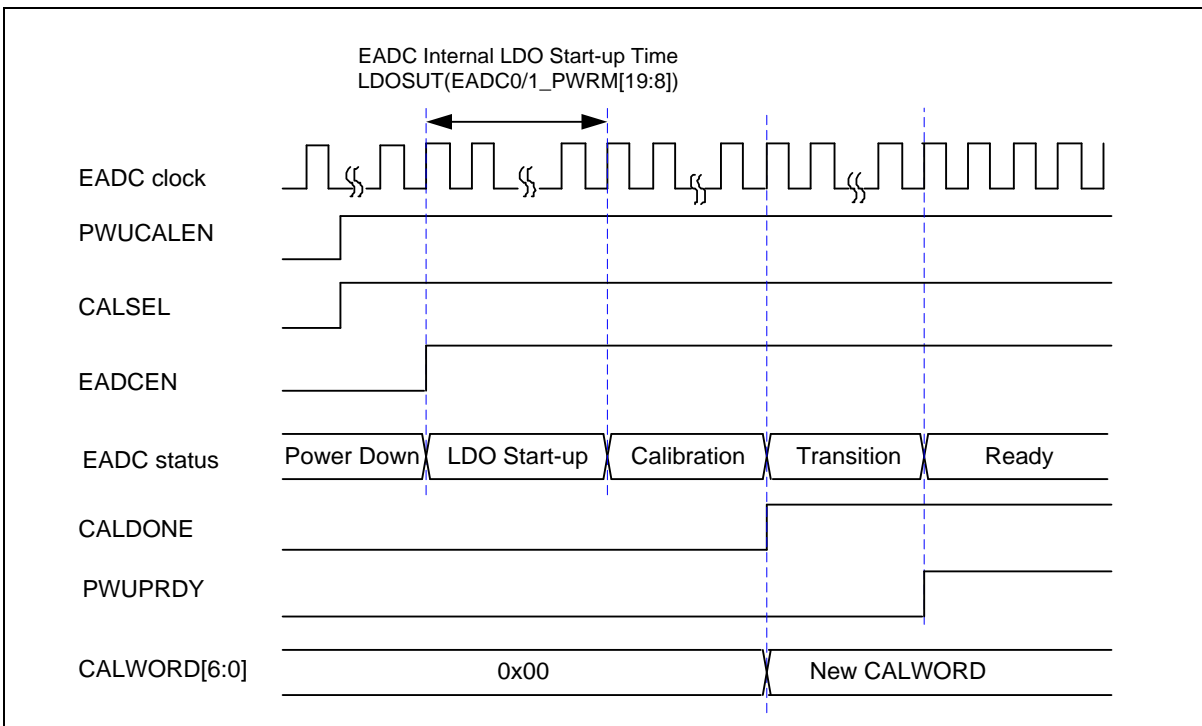 EADC Internal LDO Start-up Time
LDOSUT(EADC0/1_PWRM[19:8])
EADC clock
PWUCALEN
CALSEL
EADCEN
EADC status
Power Down
LDO Start-up
Calibration
Transition
Ready
CALDONE
PWUPRDY
CALWORD[6:0]
0x00
New CALWORD